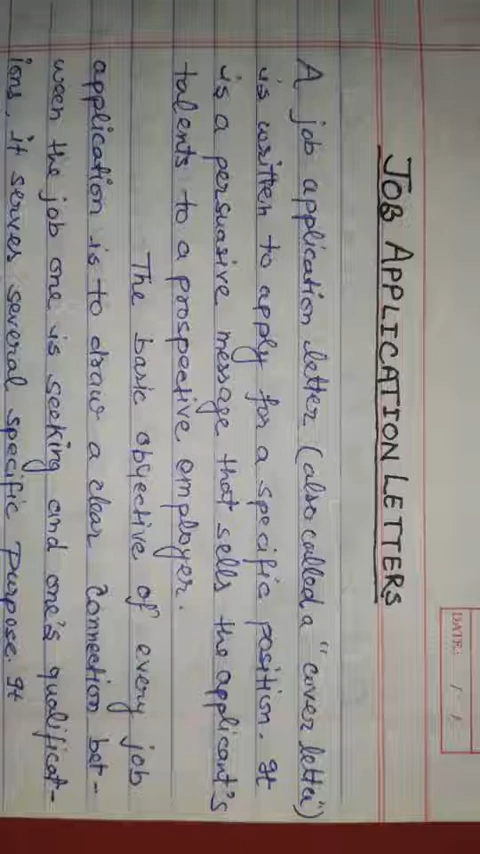 DATE:
JOB APPLICATION LETTERS
A job application letter (also called a "cover letter")
is written to apply for a specific position. It
is a persuasive message that sells the applicant's
talents to a prospective employer.
The basic objective of every job
application is to draw a clear connection bet-
ween the job one is seeking and one's qualificat-
ions, it serves several specific purpose. It